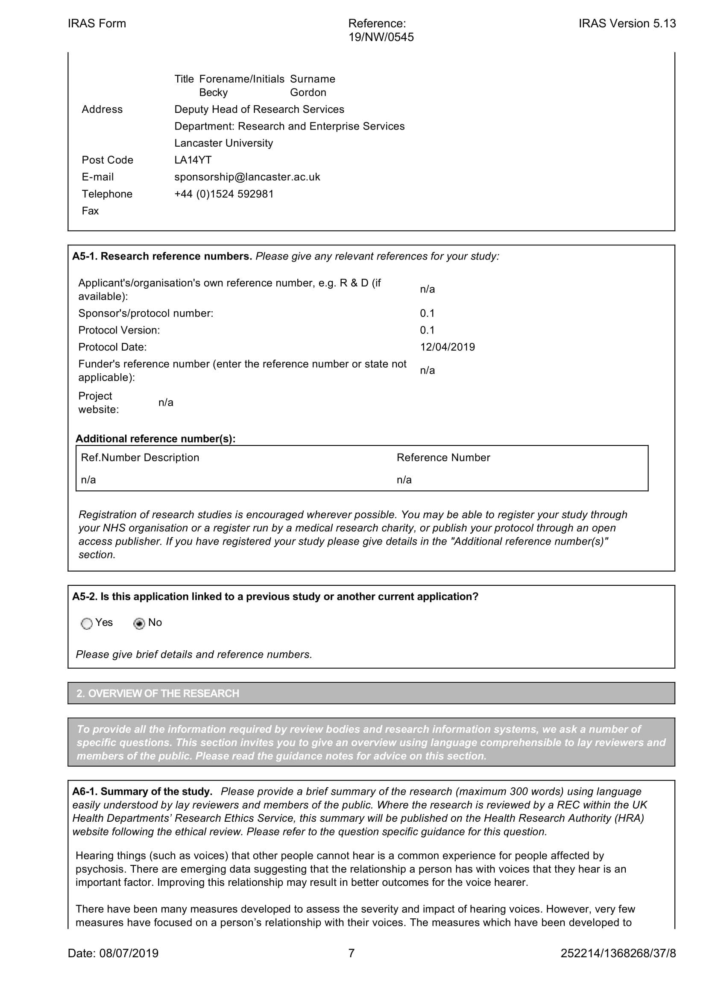 IRAS Form
Reference:
19/NW/0545
IRAS Version 5.13
Title Forename/Initials Surname
Becky Gordon
Address Deputy Head of Research Services
Department: Research and Enterprise Services
Lancaster University
Post Code LA14YT
E-mail sponsorship@lancaster.ac.uk
Telephone +44 (0)1524 592981
Fax
A5-1. Research reference numbers. Please give any relevant references for your study:
Applicant's/organisation's own reference number, e.g. R & D (if
available):
n/a
Sponsor's/protocol number: 0.1
Protocol Version: 0.1
Protocol Date: 12/04/2019
Funder's reference number (enter the reference number or state not
applicable):
n/a
Project
website:
n/a
Additional reference number(s):
Ref.Number Description Reference Number
n/a n/a
Registration of research studies is encouraged wherever possible. You may be able to register your study through
your NHS organisation or a register run by a medical research charity, or publish your protocol through an open
access publisher. If you have registered your study please give details in the "Additional reference number(s)"
section.
A5-2. Is this application linked to a previous study or another current application?
Yes No
Please give brief details and reference numbers.
2. OVERVIEW OF THE RESEARCH
To provide all the information required by review bodies and research information systems, we ask a number of
specific questions. This section invites you to give an overview using language comprehensible to lay reviewers and
members of the public. Please read the guidance notes for advice on this section.
A6-1. Summary of the study. Please provide a brief summary of the research (maximum 300 words) using language
easily understood by lay reviewers and members of the public. Where the research is reviewed by a REC within the UK
Health Departments’ Research Ethics Service, this summary will be published on the Health Research Authority (HRA)
website following the ethical review. Please refer to the question specific guidance for this question.
Hearing things (such as voices) that other people cannot hear is a common experience for people affected by
psychosis. There are emerging data suggesting that the relationship a person has with voices that they hear is an
important factor. Improving this relationship may result in better outcomes for the voice hearer.
There have been many measures developed to assess the severity and impact of hearing voices. However, very few
measures have focused on a person’s relationship with their voices. The measures which have been developed to
Date: 08/07/2019
7
252214/1368268/37/8